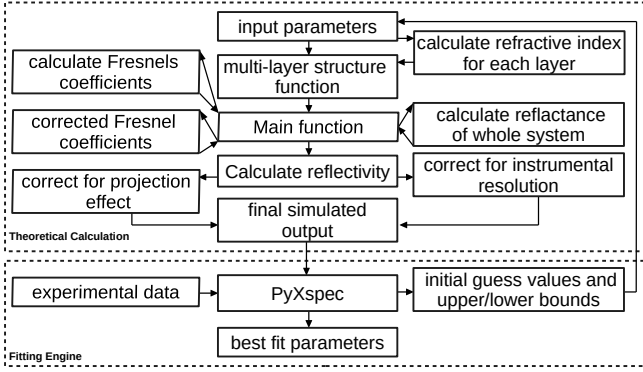 input parameters
calculate refractive index
for each layer
calculate Fresnels
coefficients
multi-layer structure
function
corrected Fresnel
coefficients
Main function
calculate reflactance
of whole system
Calculate reflectivity
correct for projection
effect
correct for instrumental
resolution
final simulated
output
Theoretical Calculation
experimental data
PyXspec
initial guess values and
upper/lower bounds
best fit parameters
Fitting Engine